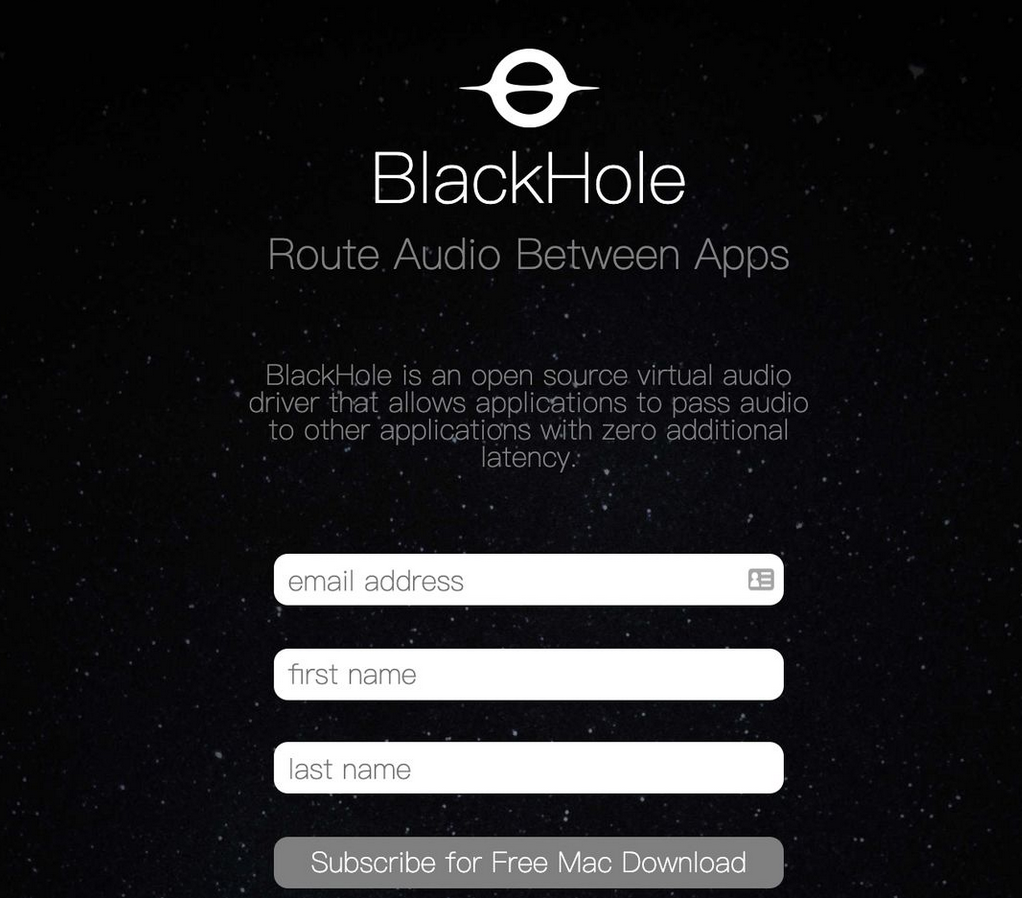 BlackHole
Route Audio Between Apps
BlackHole is an open source virtual audio
driver that allows applications to pass audio
to other applications with zero additional
latency.
email address
first name
last name
Subscribe for Free Mac Download